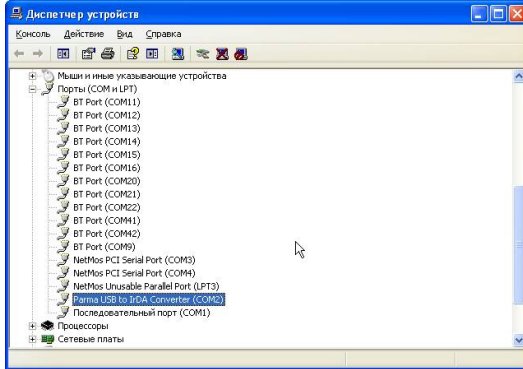 Диспетчер устройств
Консоль Действие Вид Справка
Мыши и иные указывающие устройства
Порты (COM и LPT)
BT Port (COM11)
BT Port (COM12)
BT Port (COM13)
BT Port (COM14)
BT Port (COM15)
BT Port (COM16)
BT Port (COM20)
BT Port (COM21)
BT Port (COM22)
BT Port (COM41)
BT Port (COM42)
BT Port (COM9)
NetMos PCI Serial Port (COM3)
NetMos PCI Serial Port (COM4)
NetMos Unusable Parallel Port (LPT3)
Parma USB to IrDA Converter (COM2)
Последовательный порт (COM1)
Процессоры
Сетевые платы